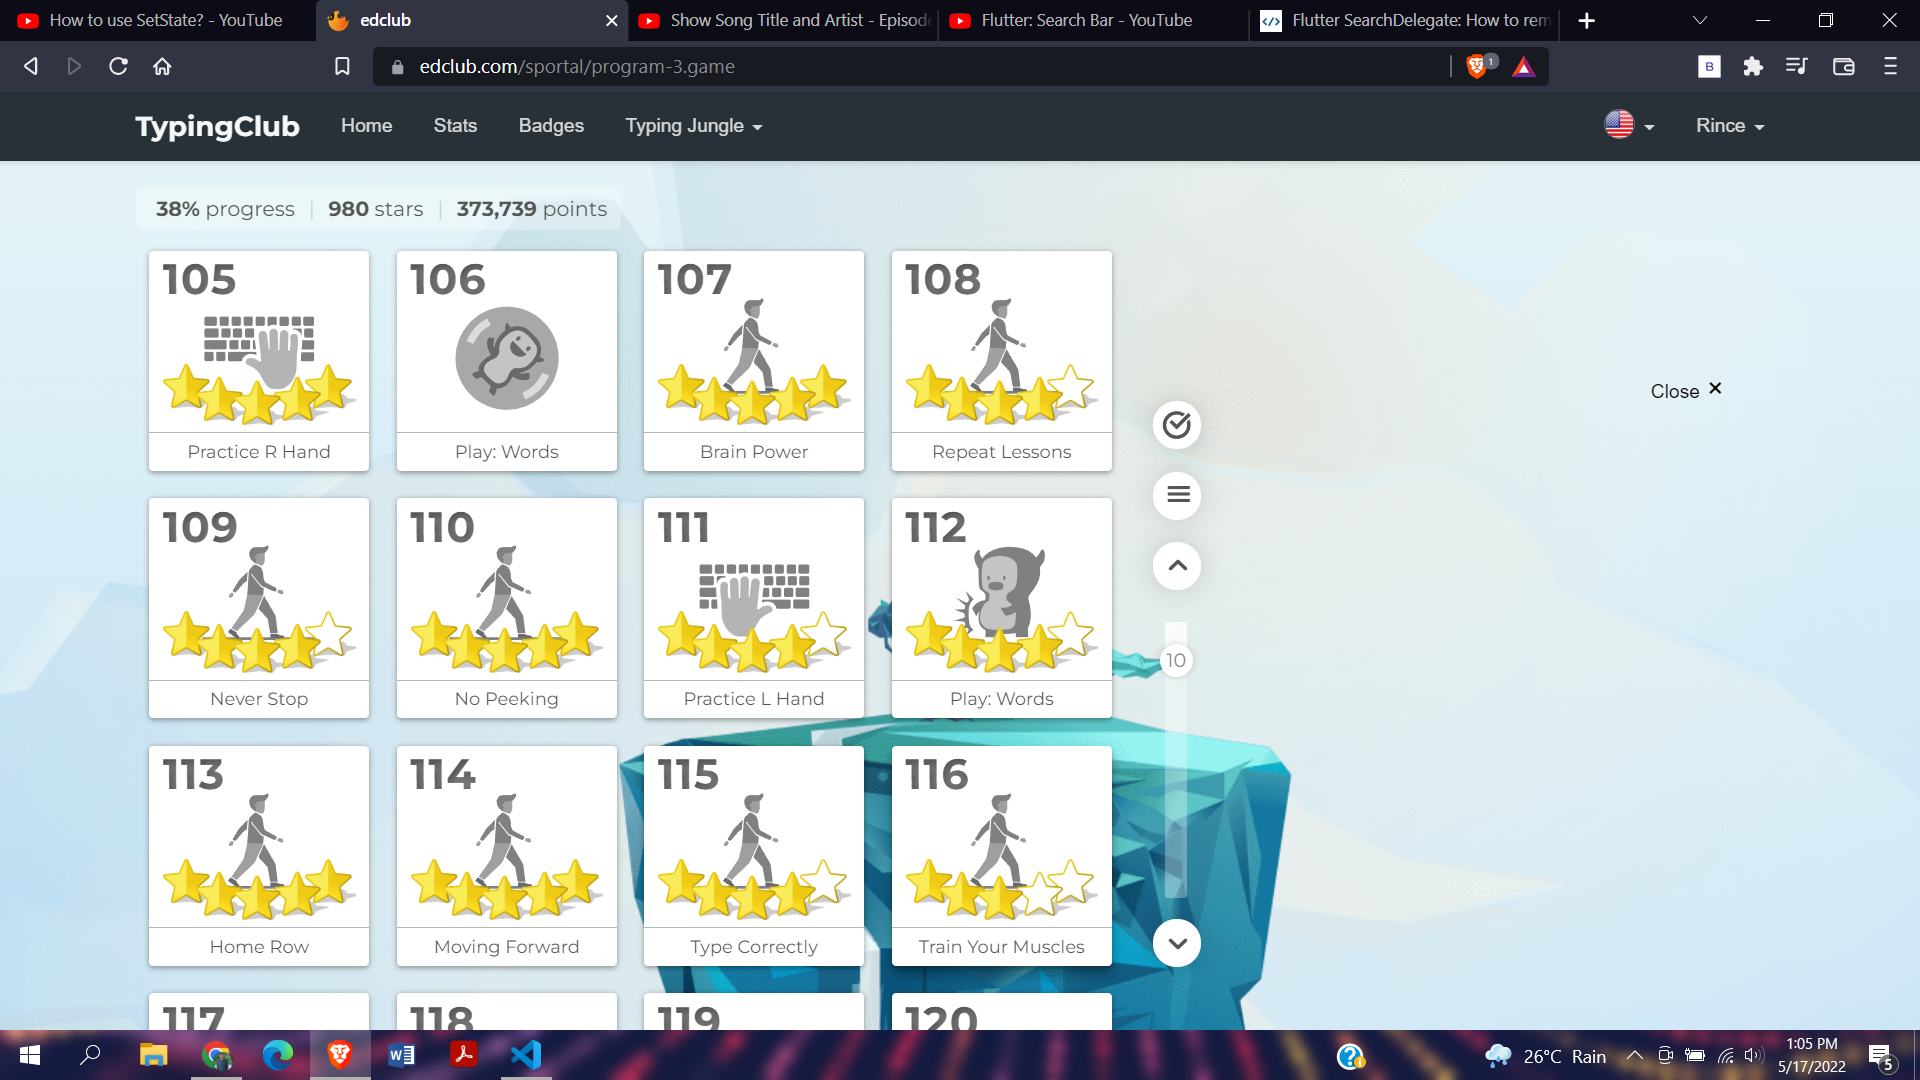 How to use SetState? - YouTube
edclub
Show Song Title and Artist - Episode
Flutter: Search Bar - YouTube
Flutter SearchDelegate: How to rem
edclub.com/sportal/program-3.game
1
B
TypingClub
Home
Stats
Badges
Typing Jungle
Rince
38% progress | 980 stars | 373,739 points
105
106
107
108
Close ×
Practice R Hand
Play: Words
Brain Power
Repeat Lessons
109
110
111
112
10
Never Stop
No Peeking
Practice L Hand
Play: Words
113
114
115
116
Home Row
Moving Forward
Type Correctly
Train Your Muscles
117
118
119
120
26°C Rain
1:05 PM
5/17/2022
5